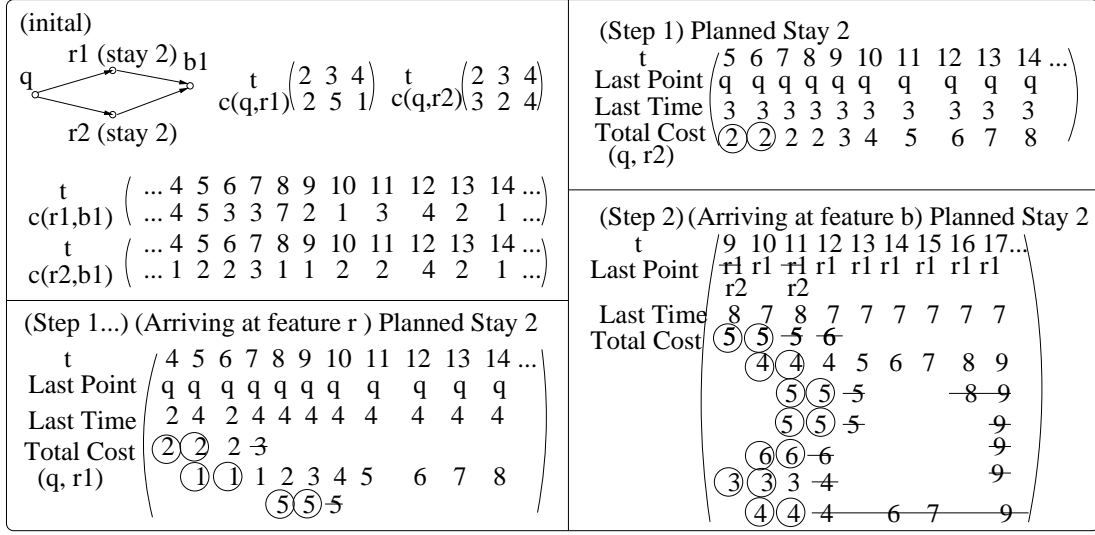 (inital)
r1 (stay 2) b1
q
r2 (stay 2)
t 2 3 4
c(q,r1) 2 5 1
t 2 3 4
c(q,r2) 3 2 4
t ... 4 5 6 7 8 9 10 11 12 13 14 ...
c(r1,b1) ... 4 5 3 3 7 2 1 3 4 2 1 ...
t ... 4 5 6 7 8 9 10 11 12 13 14 ...
c(r2,b1) ... 1 2 2 3 1 1 2 2 4 2 1 ...
(Step 1...) (Arriving at feature r ) Planned Stay 2
t 4 5 6 7 8 9 10 11 12 13 14 ...
Last Point q q q q q q q q q q q
Last Time 2 4 2 4 4 4 4 4 4 4 4
Total Cost 2 2 2 3
(q, r1) 1 1 1 2 3 4 5 6 7 8
5 5 5
(Step 1) Planned Stay 2
t 5 6 7 8 9 10 11 12 13 14 ...
Last Point q q q q q q q q q q
Last Time 3 3 3 3 3 3 3 3 3 3
Total Cost 2 2 2 2 3 4 5 6 7 8
(q, r2)
(Step 2) (Arriving at feature b) Planned Stay 2
t 9 10 11 12 13 14 15 16 17...
Last Point r1 r1 r1 r1 r1 r1 r1 r1 r1
r2 r2
Last Time 8 7 8 7 7 7 7 7 7
Total Cost 5 5 5 6
4 4 4 5 6 7 8 9
5 5 5 8 9
5 5 5 9
6 6 6 9
3 3 3 4 9
4 4 4 6 7 9